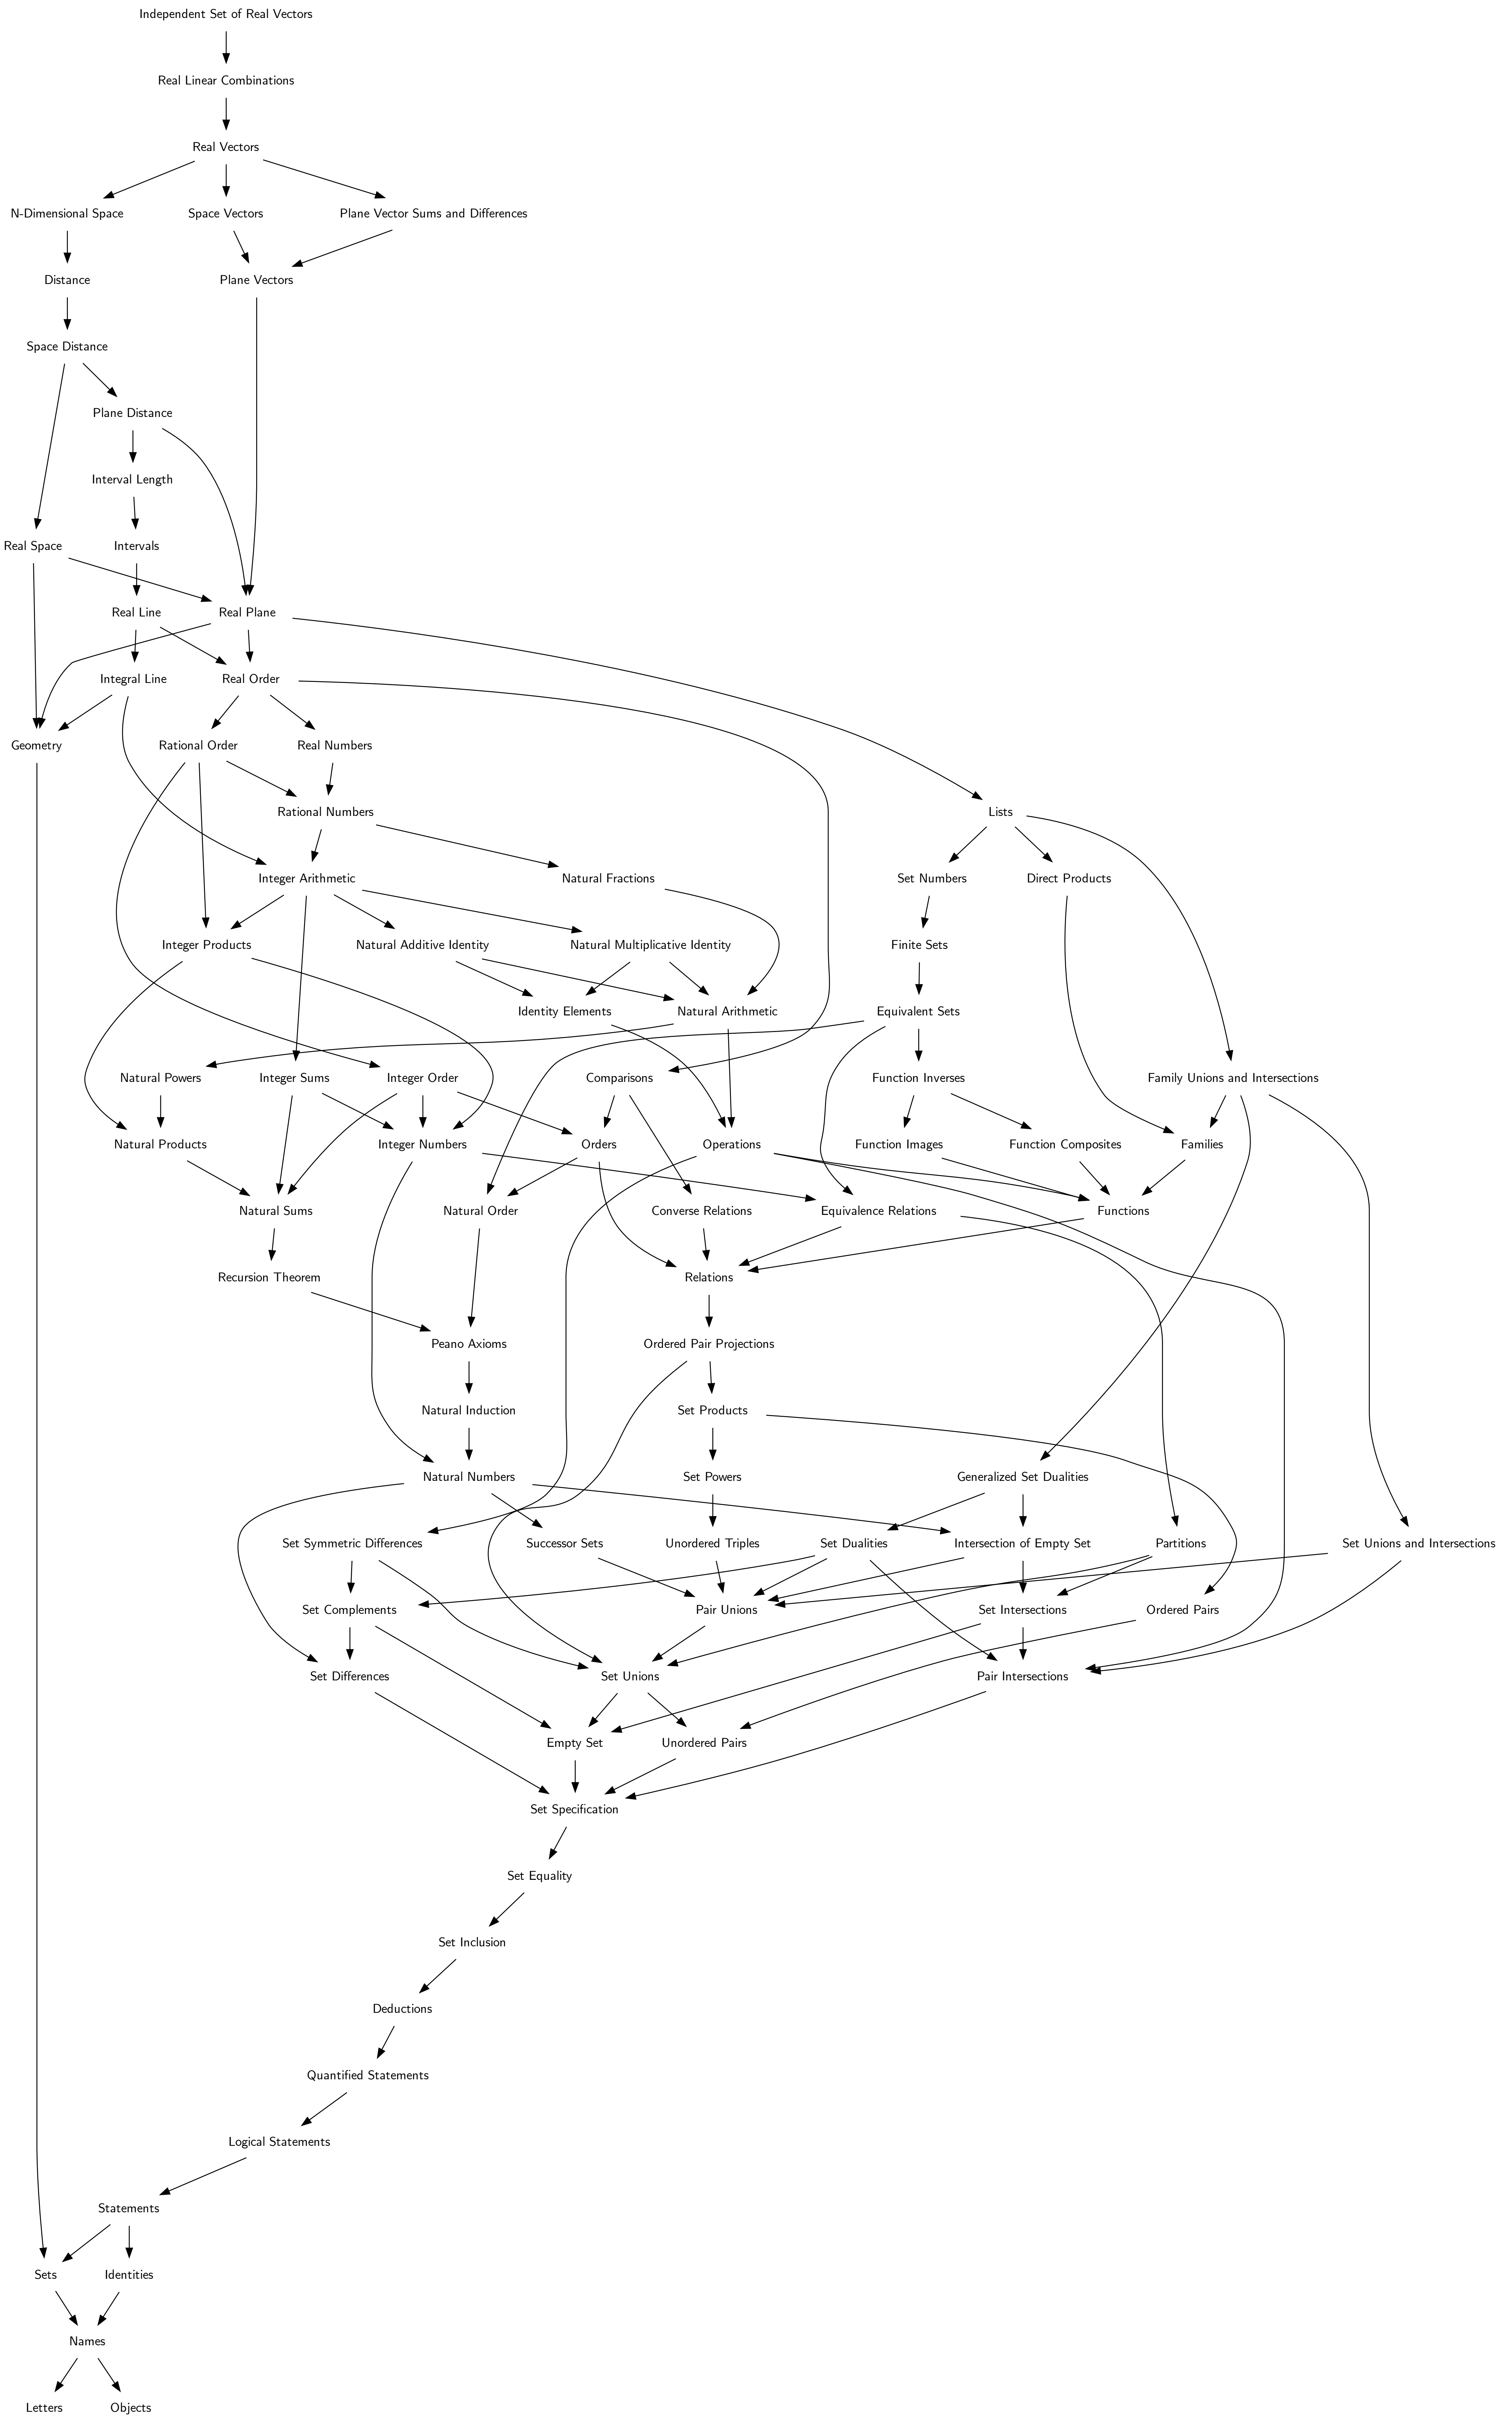 Independent Set of Real Vectors
Real Linear Combinations
Real Vectors
N-Dimensional Space
Space Vectors
Plane Vector Sums and Differences
Distance
Plane Vectors
Space Distance
Plane Distance
Interval Length
Real Space
Intervals
Real Line
Real Plane
Integral Line
Real Order
Geometry
Rational Order
Real Numbers
Rational Numbers
Lists
Integer Arithmetic
Natural Fractions
Set Numbers
Direct Products
Integer Products
Natural Additive Identity
Natural Multiplicative Identity
Finite Sets
Identity Elements
Natural Arithmetic
Equivalent Sets
Natural Powers
Integer Sums
Integer Order
Comparisons
Function Inverses
Family Unions and Intersections
Natural Products
Integer Numbers
Orders
Operations
Function Images
Function Composites
Families
Natural Sums
Natural Order
Converse Relations
Equivalence Relations
Functions
Recursion Theorem
Relations
Peano Axioms
Ordered Pair Projections
Natural Induction
Set Products
Natural Numbers
Set Powers
Generalized Set Dualities
Set Symmetric Differences
Successor Sets
Unordered Triples
Set Dualities
Intersection of Empty Set
Partitions
Set Unions and Intersections
Set Complements
Pair Unions
Set Intersections
Ordered Pairs
Set Differences
Set Unions
Pair Intersections
Empty Set
Unordered Pairs
Set Specification
Set Equality
Set Inclusion
Deductions
Quantified Statements
Logical Statements
Statements
Sets
Identities
Names
Letters
Objects